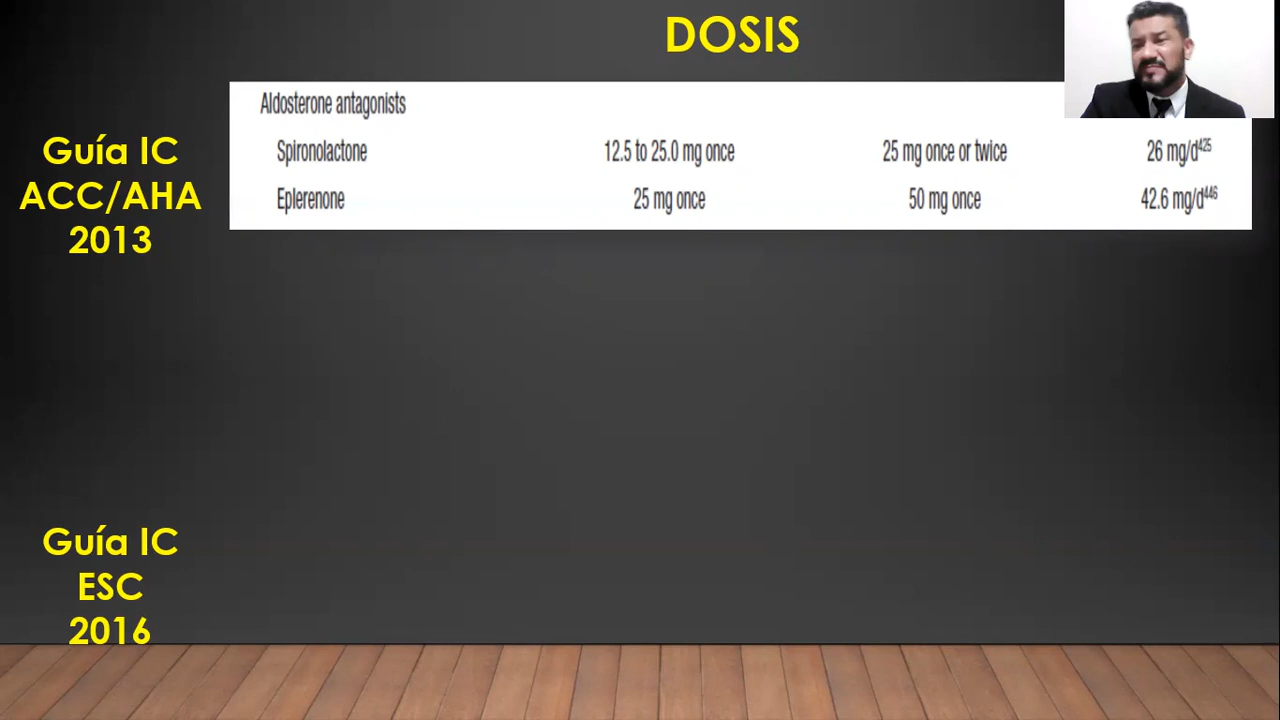 DOSIS
Guía IC
ACC/AHA
2013
Aldosterone antagonists
Spironolactone 12.5 to 25.0 mg once 25 mg once or twice 26 mg/d425
Eplerenone 25 mg once 50 mg once 42.6 mg/d446
Guía IC
ESC
2016